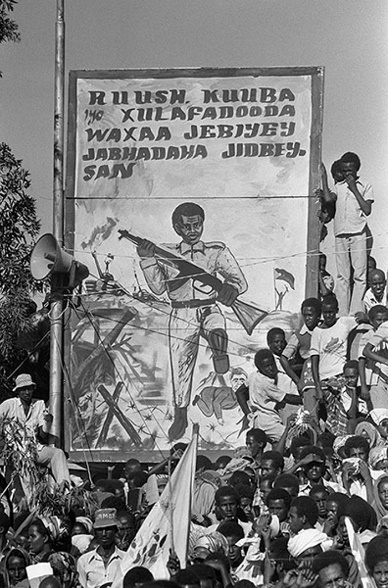 RUUSH, KUUBA
IYO XULAFADOODA
WAXAA JEBIYEY
JABHADAHA JIDBEY.
SAN